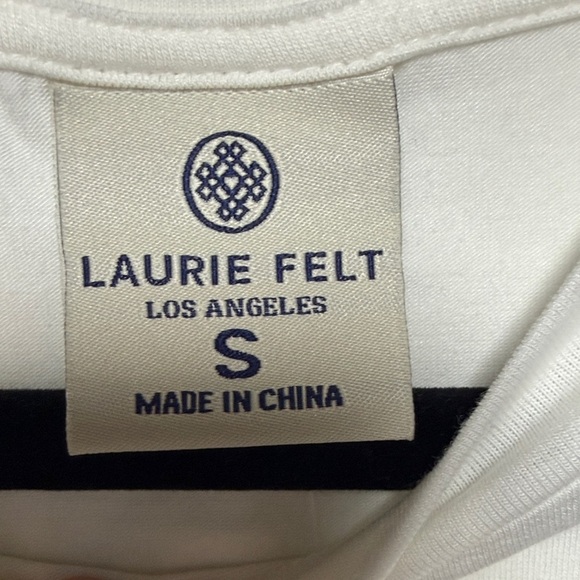 LAURIE FELT
LOS ANGELES
S
MADE IN CHINA